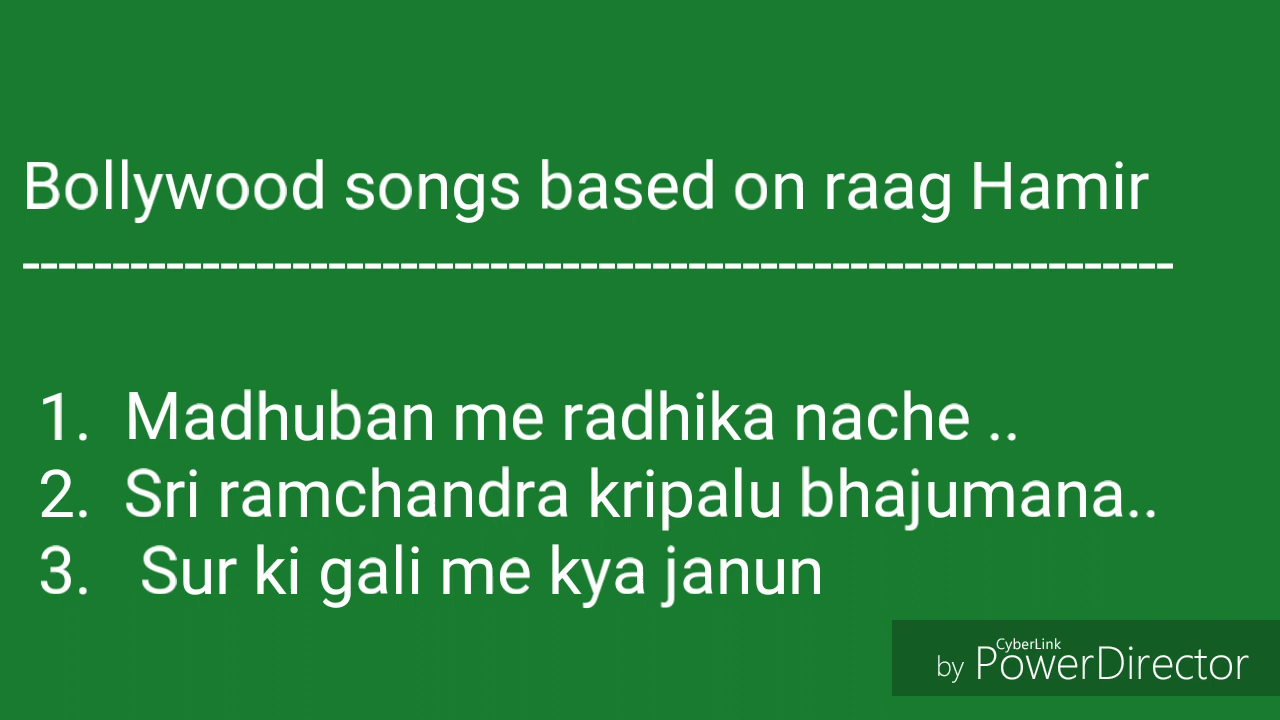 Bollywood songs based on raag Hamir
----------------------------------------------------------------
1. Madhuban me radhika nache ..
2. Sri ramchandra kripalu bhajumana..
3. Sur ki gali me kya janun
CyberLink
by PowerDirector